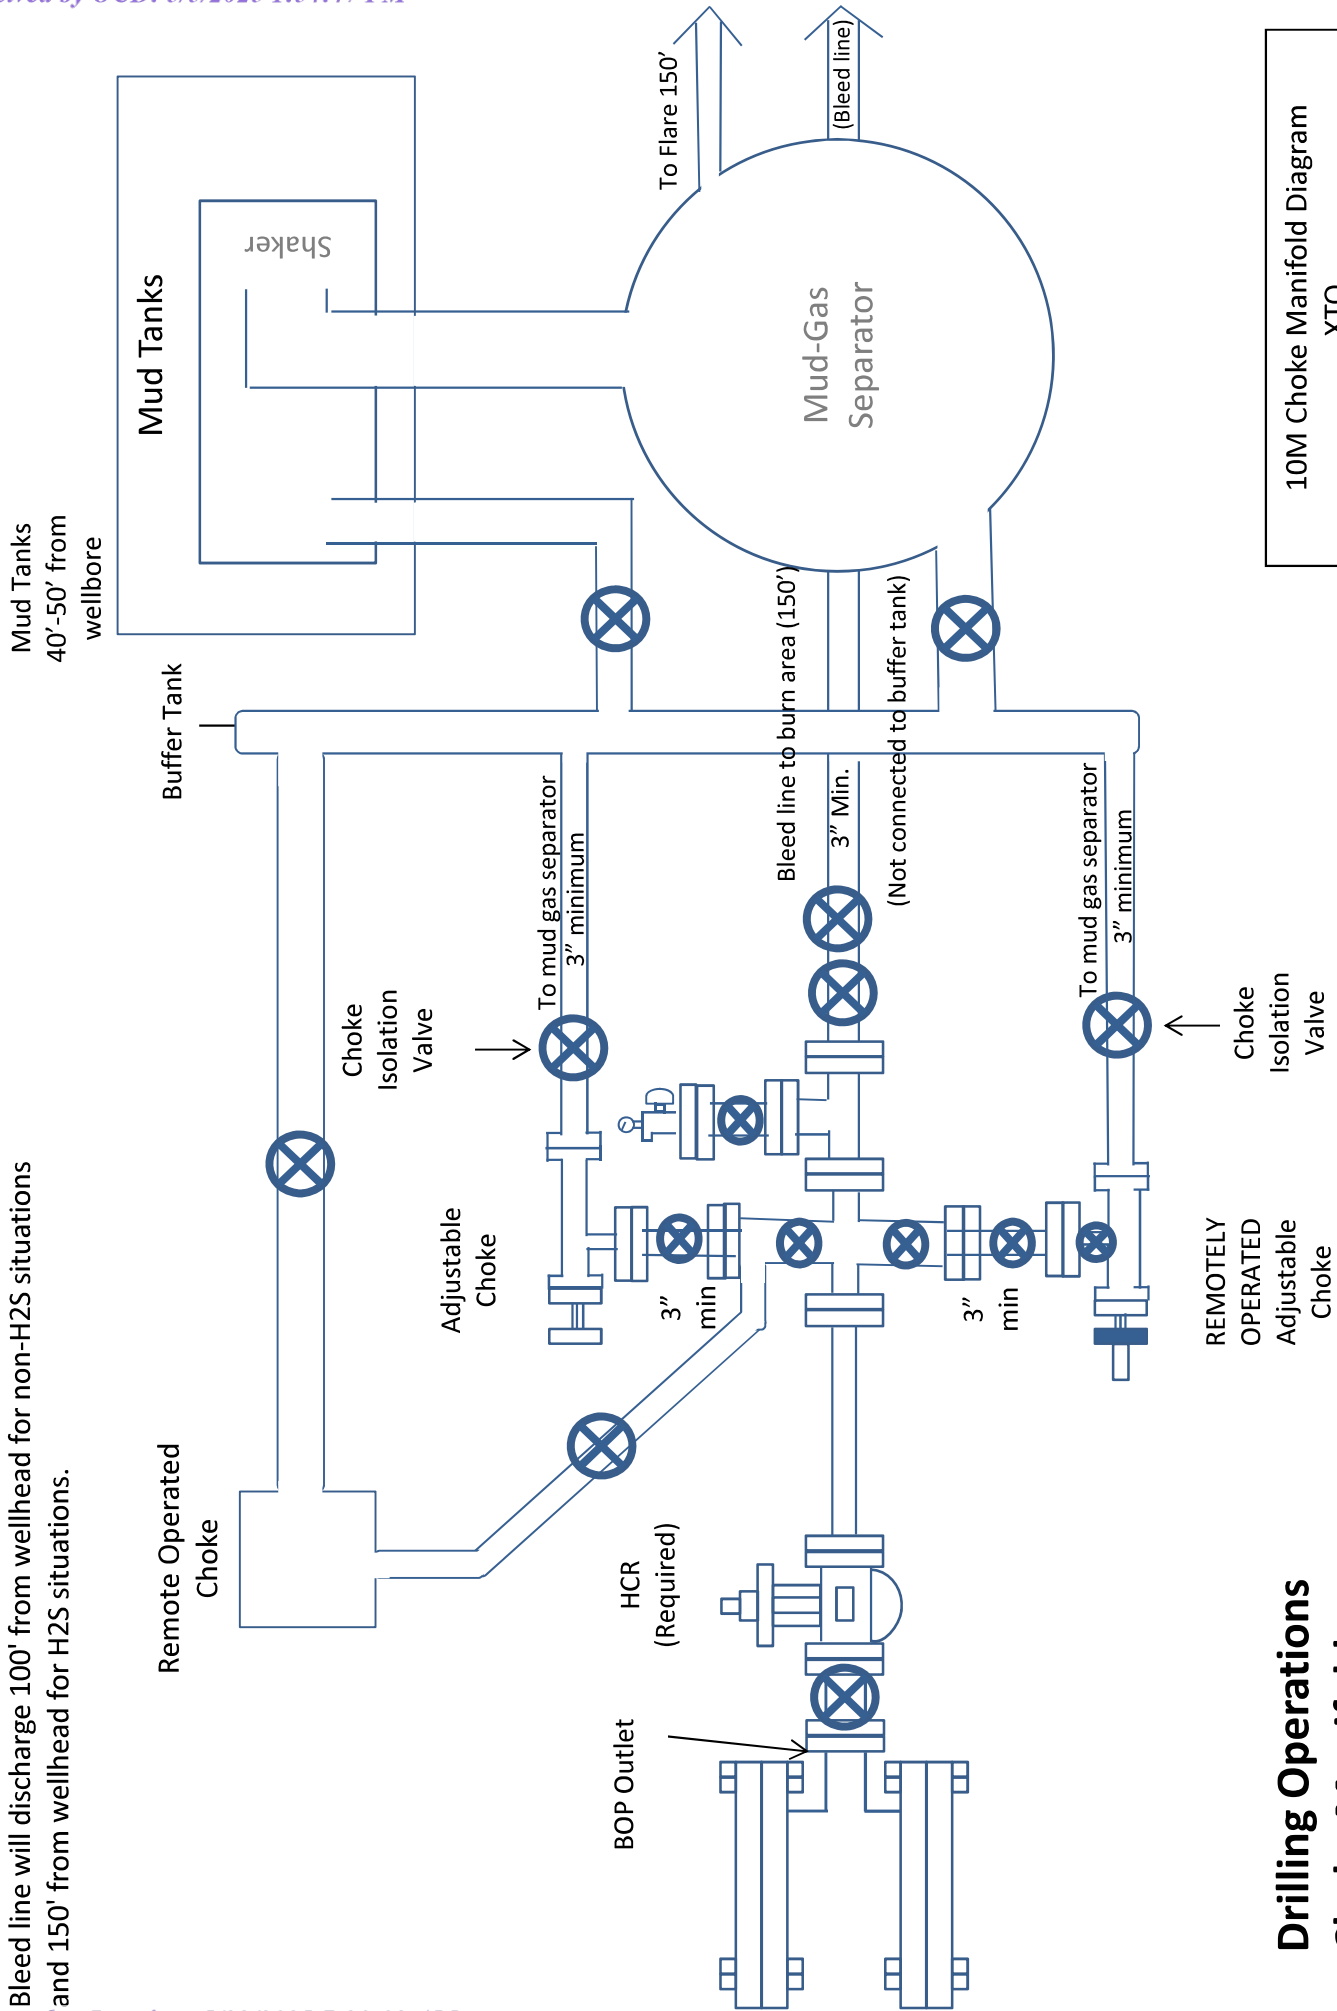 Bleed line will discharge 100' from wellhead for non-H2S situations
and 150' from wellhead for H2S situations.
Mud Tanks
40’-50’ from
wellbore
Mud Tanks
Shaker
Buffer Tank
Remote Operated
Choke
Choke
Isolation
Valve
Adjustable
Choke
To mud gas separator
3” minimum
To Flare 150’
(Bleed line)
Mud-Gas
Separator
Bleed line to burn area (150’)
3” Min.
(Not connected to buffer tank)
HCR
(Required)
BOP Outlet
3”
min
3”
min
To mud gas separator
3” minimum
Choke
Isolation
Valve
REMOTELY
OPERATED
Adjustable
Choke
10M Choke Manifold Diagram
XTO
Drilling Operations